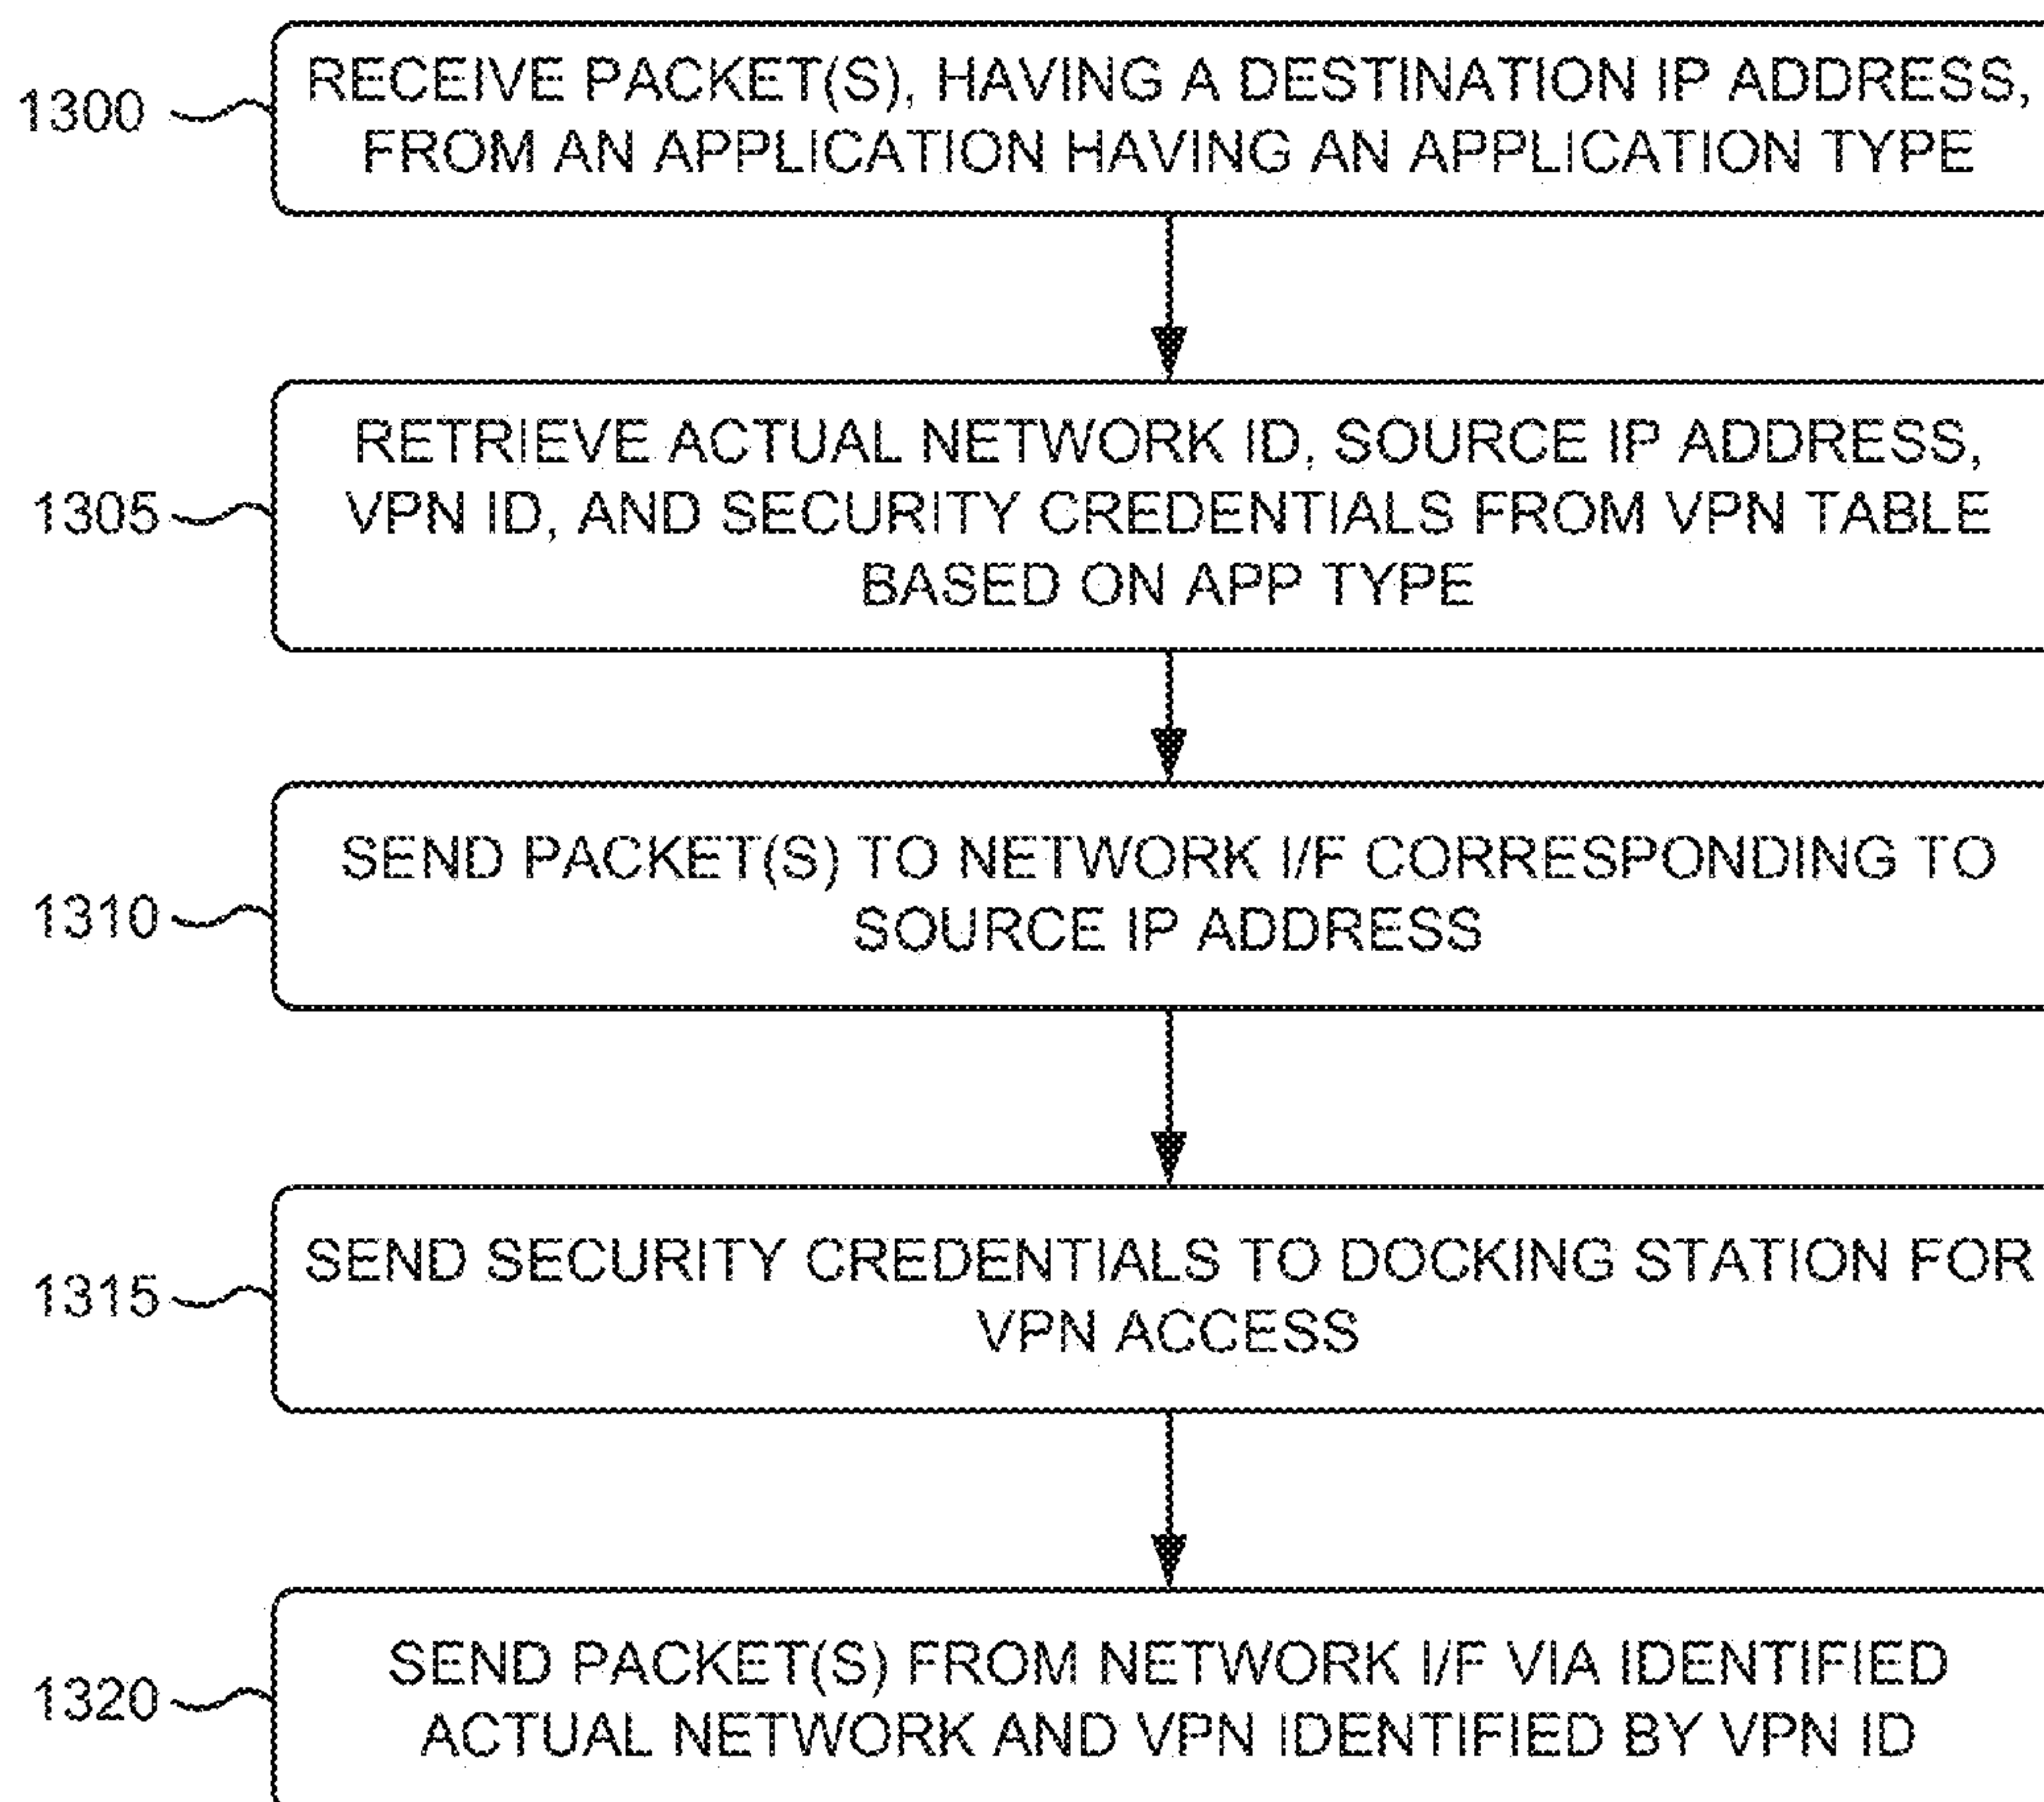 1300
RECEIVE PACKET(S), HAVING A DESTINATION IP ADDRESS,
FROM AN APPLICATION HAVING AN APPLICATION TYPE
1305
RETRIEVE ACTUAL NETWORK ID, SOURCE IP ADDRESS,
VPN ID, AND SECURITY CREDENTIALS FROM VPN TABLE
BASED ON APP TYPE
1310
SEND PACKET(S) TO NETWORK I/F CORRESPONDING TO
SOURCE IP ADDRESS
1315
SEND SECURITY CREDENTIALS TO DOCKING STATION FOR
VPN ACCESS
1320
SEND PACKET(S) FROM NETWORK I/F VIA IDENTIFIED
ACTUAL NETWORK AND VPN IDENTIFIED BY VPN ID